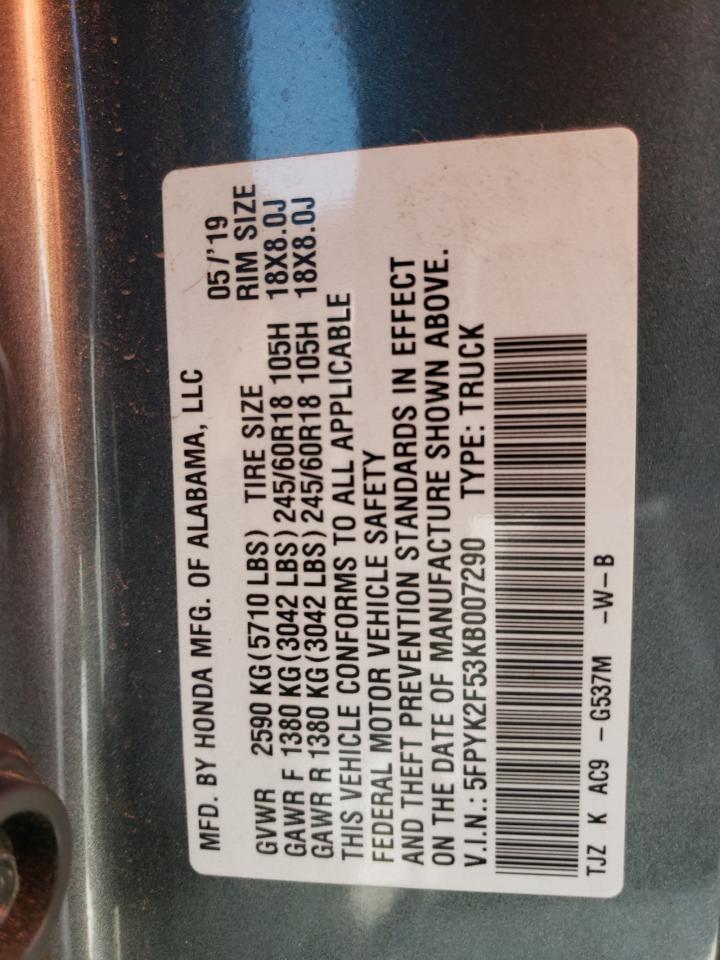 MFD. BY HONDA MFG. OF ALABAMA, LLC 05/'19
GVWR 2590 KG(5710 LBS) TIRE SIZE RIM SIZE
GAWR F 1380 KG(3042 LBS)245/60R18 105H 18X8.0J
GAWR R 1380 KG(3042 LBS)245/60R18 105H 18X8.0J
THIS VEHICLE CONFORMS TO ALL APPLICABLE
FEDERAL MOTOR VEHICLE SAFETY
AND THEFT PREVENTION STANDARDS IN EFFECT
ON THE DATE OF MANUFACTURE SHOWN ABOVE.
V.I.N.: 5FPYK2F53KB007290 TYPE: TRUCK
TJZ K AC9 -G537M -W-B